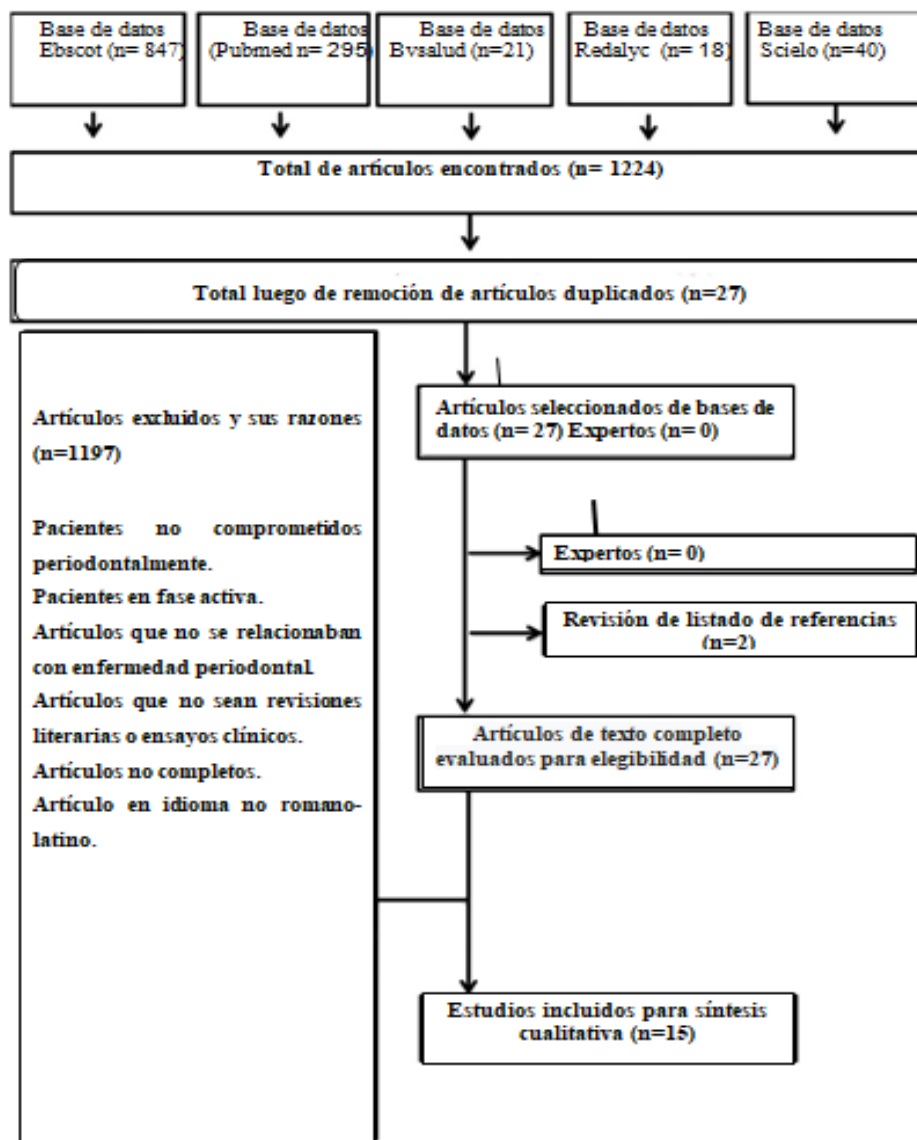 Base de datos
Ebscot (n= 847)
Base de datos
(Pubmed n= 295
Base de datos
Bvsalud (n=21)
Base de datos
Redalyc (n= 18)
Base de datos
Scielo (n=40)
Total de artículos encontrados (n= 1224)
Total luego de remoción de artículos duplicados (n=27)
Artículos excluidos y sus razones
(n=1197)
Pacientes no comprometidos
periodontalmente.
Pacientes en fase activa.
Artículos que no se relacionaban
con enfermedad periodontal.
Artículos que no sean revisiones
literarias o ensayos clínicos.
Artículos no completos.
Artículo en idioma no romano-
latino.
Artículos seleccionados de bases de
datos (n= 27) Expertos (n= 0)
Expertos (n= 0)
Revisión de listado de referencias
(n=2)
Artículos de texto completo
evaluados para elegibilidad (n=27)
Estudios incluidos para síntesis
cualitativa (n=15)